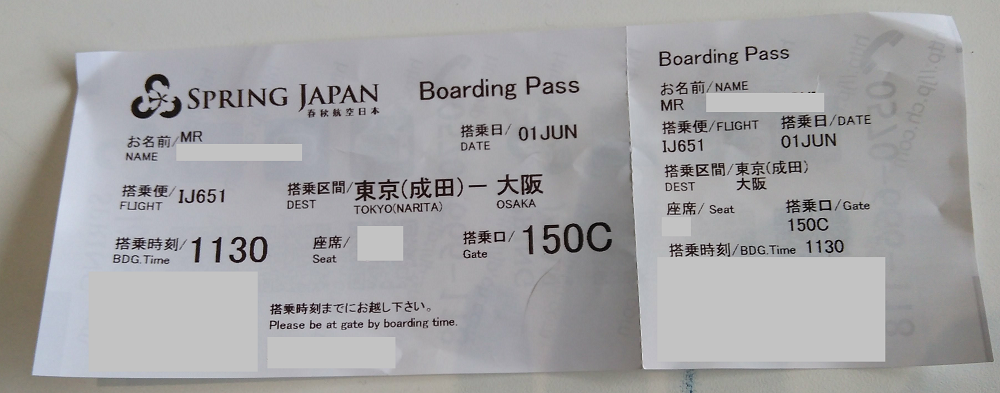 SPRING JAPAN
春秋航空日本
Boarding Pass
お名前/MR
NAME
搭乗日/ 01JUN
DATE
搭乗便/ IJ651
FLIGHT
搭乗区間/東京(成田)ー 大阪
DEST TOKYO(NARITA) OSAKA
搭乗時刻/1130
BDG.Time
座席/
Seat
搭乗口/150C
Gate
搭乗時刻までにお越し下さい。
Please be at gate by boarding time.
Boarding Pass
お名前/NAME
MR
搭乗便/FLIGHT 搭乗日/DATE
IJ651 01JUN
搭乗区間/東京(成田)
DEST 大阪
座席/ Seat 搭乗口/Gate
150C
搭乗時刻/BDG.Time 1130